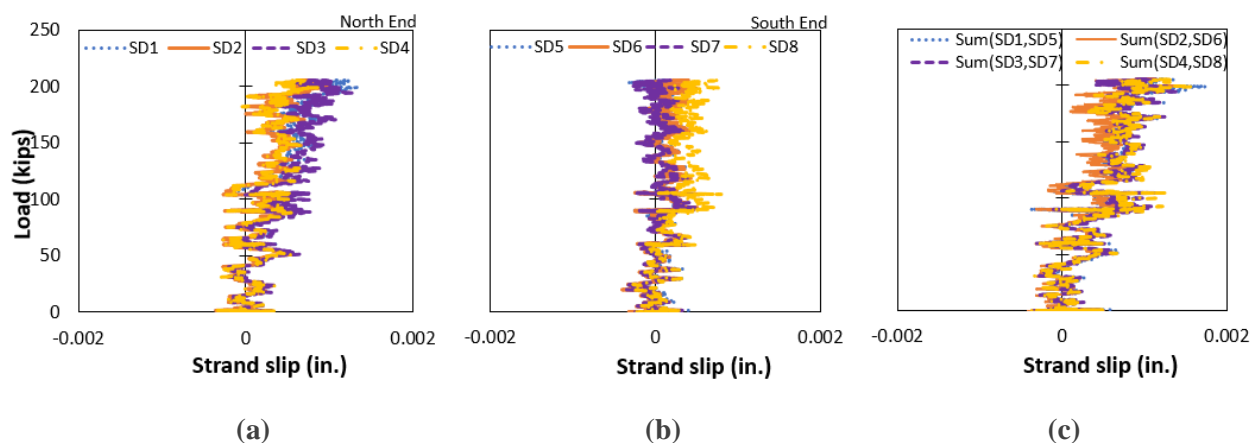 North End
250
SD1 SD2 SD3 SD4
200
150
100
50
0
Load (kips)
-0.002 0 0.002
Strand slip (in.)
(a)
South End
SD5 SD6 SD7 SD8
-0.002 0 0.002
Strand slip (in.)
(b)
Sum(SD1,SD5) Sum(SD2,SD6)
Sum(SD3,SD7) Sum(SD4,SD8)
-0.002 0 0.002
Strand slip (in.)
(c)